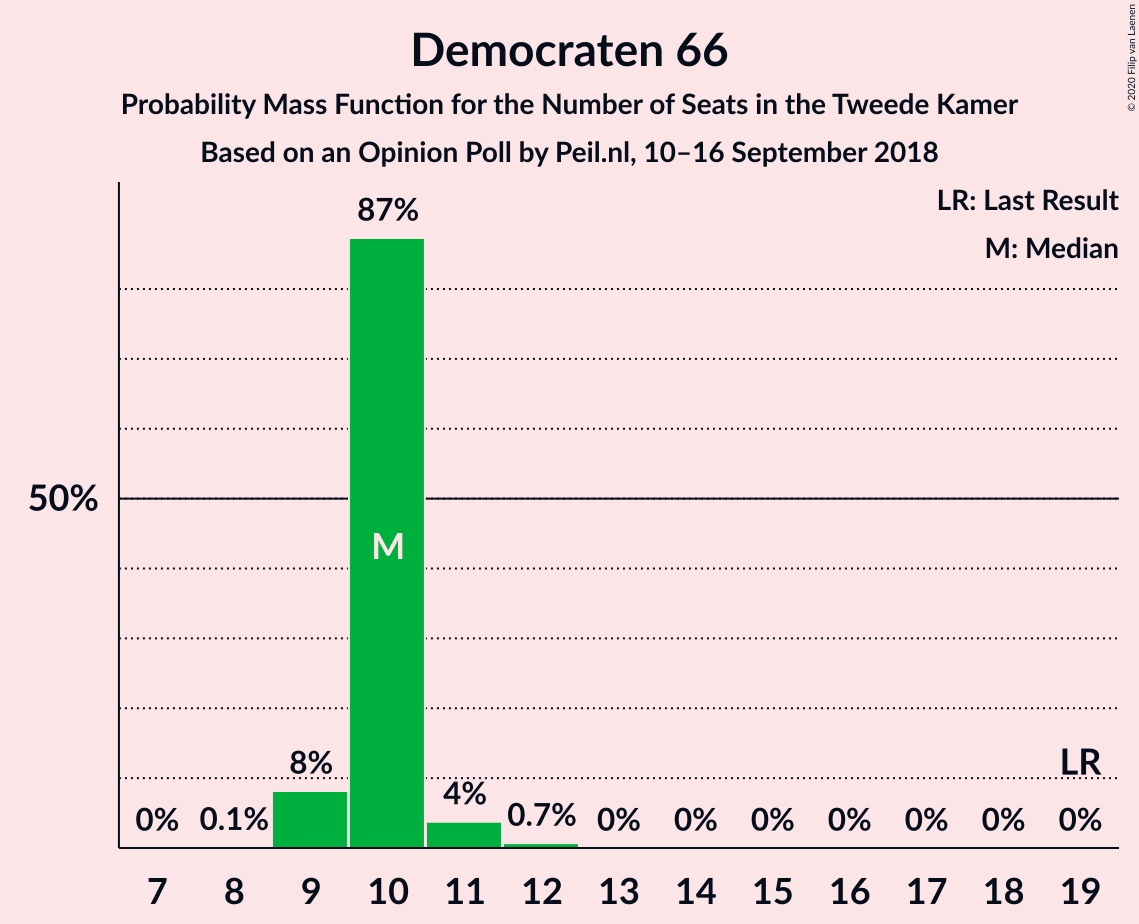 Democraten 66
Probability Mass Function for the Number of Seats in the Tweede Kamer
Based on an Opinion Poll by Peil.nl, 10–16 September 2018
© 2020 Filip van Laenen
LR: Last Result
M: Median
87%
50%
M
8%
4%
LR
0% 0.1% 0.7% 0% 0% 0% 0% 0% 0% 0%
7 8 9 10 11 12 13 14 15 16 17 18 19